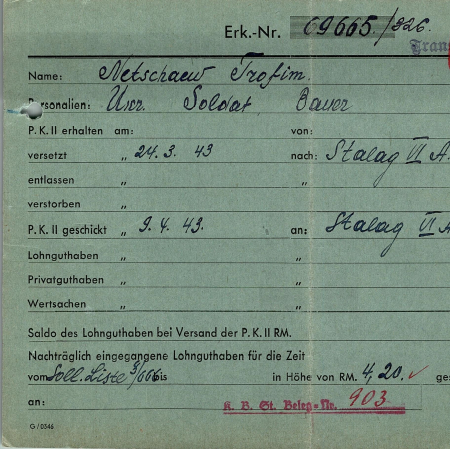 Erk.-Nr. 69665./326.
Tran
Name: Netschaew Trofim.
Personalien: Ukr. Soldat, Bauer
P. K. II erhalten am: von:
versetzt „ 24. 3. 43 nach: Stalag VI A.
entlassen „ „
verstorben „
P. K. II geschickt „ 9. 4. 43. an: Stalag VI A
Lohnguthaben „ „
Privatguthaben „ „
Wertsachen „ „
Saldo des Lohnguthaben bei Versand der P. K. II RM.
Nachträglich eingegangene Lohnguthaben für die Zeit
vom Soll. Liste 3/606 bis in Höhe von RM. 4,20. ✓ ge
an: K. B. St. Beleg=Nr. 903
G/0346